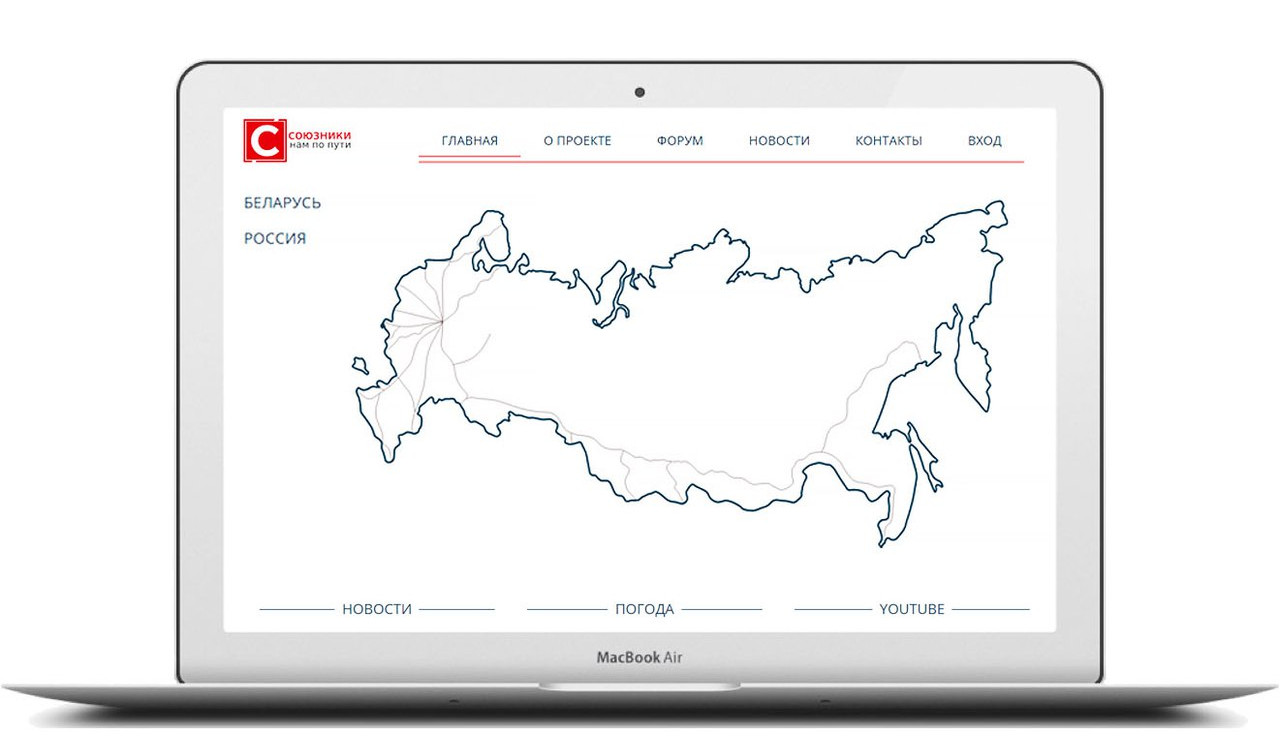 С
СОЮЗНИКИ
нам по пути
ГЛАВНАЯ
О ПРОЕКТЕ
ФОРУМ
НОВОСТИ
КОНТАКТЫ
ВХОД
БЕЛАРУСЬ
РОССИЯ
НОВОСТИ
ПОГОДА
YOUTUBE
MacBook Air